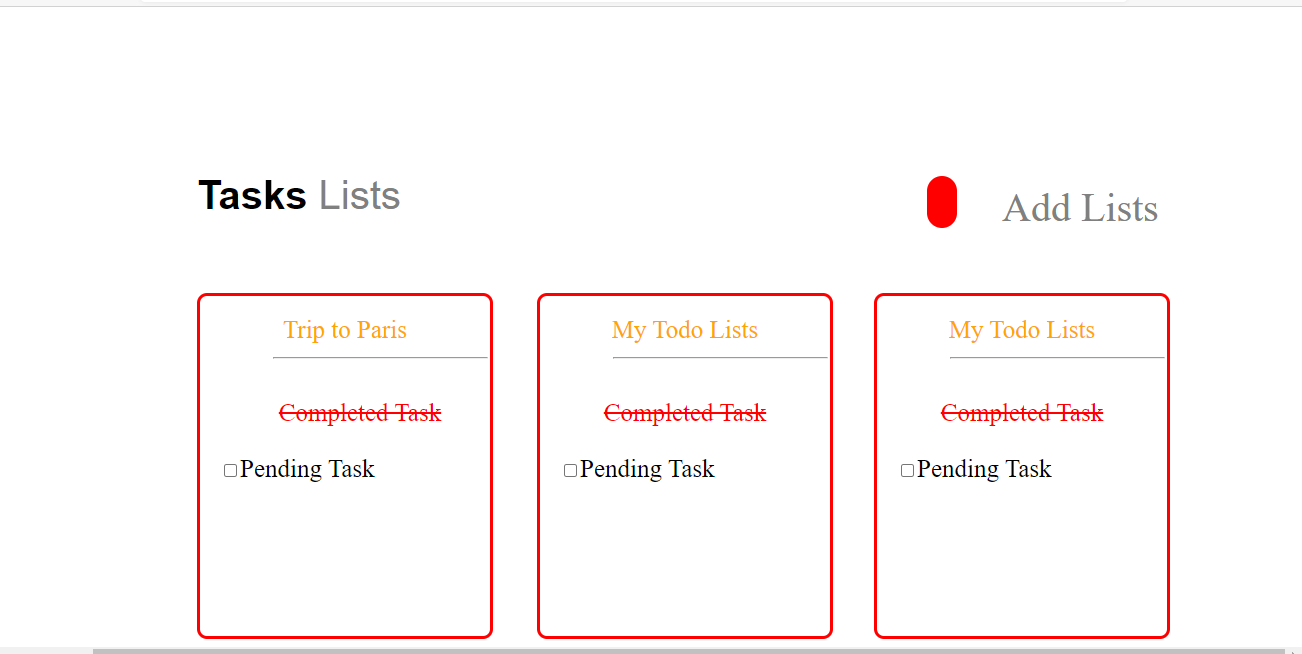 Tasks Lists
Add Lists
Trip to Paris
Completed Task
Pending Task
My Todo Lists
Completed Task
Pending Task
My Todo Lists
Completed Task
Pending Task